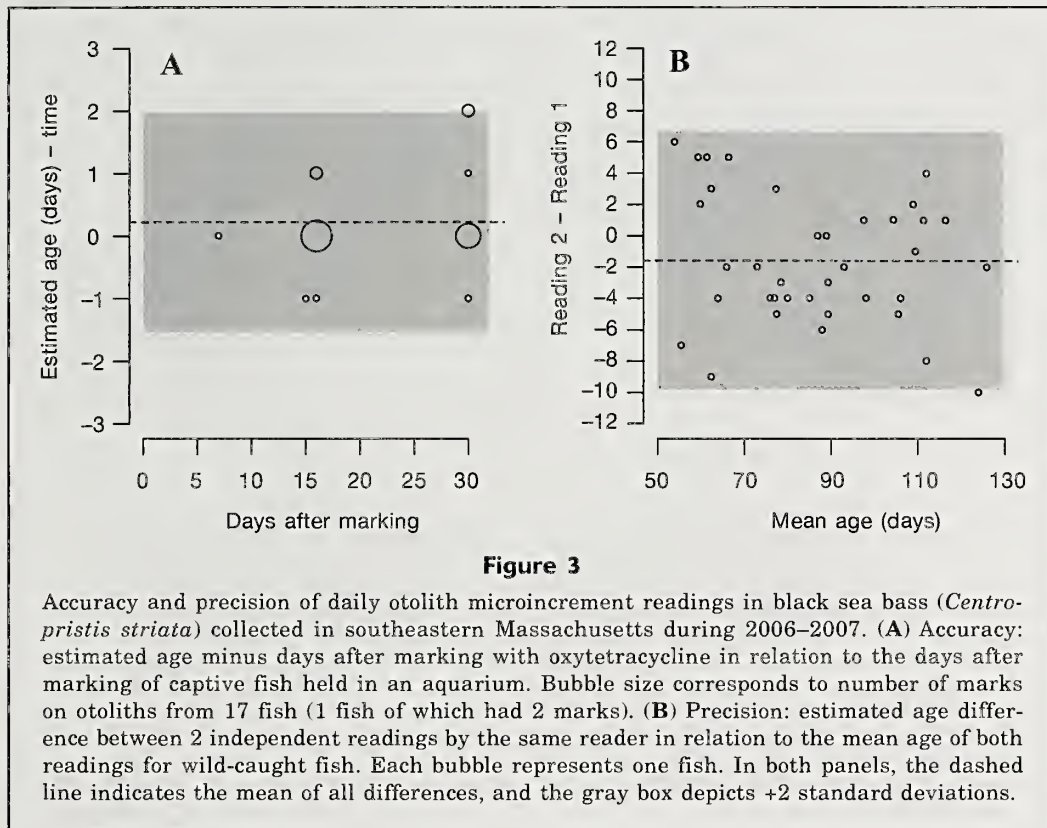 A
3
2
1
0
−1
−2
−3
Estimated age (days) – time
0 5 10 15 20 25 30
Days after marking
B
12
10
8
6
4
2
0
−2
−4
−6
−8
−10
−12
Reading 2 – Reading 1
50 70 90 110 130
Mean age (days)
Figure 3
Accuracy and precision of daily otolith microincrement readings in black sea bass (Centro-
pristis striata) collected in southeastern Massachusetts during 2006–2007. (A) Accuracy:
estimated age minus days after marking with oxytetracycline in relation to the days after
marking of captive fish held in an aquarium. Bubble size corresponds to number of marks
on otoliths from 17 fish (1 fish of which had 2 marks). (B) Precision: estimated age differ-
ence between 2 independent readings by the same reader in relation to the mean age of both
readings for wild-caught fish. Each bubble represents one fish. In both panels, the dashed
line indicates the mean of all differences, and the gray box depicts +2 standard deviations.